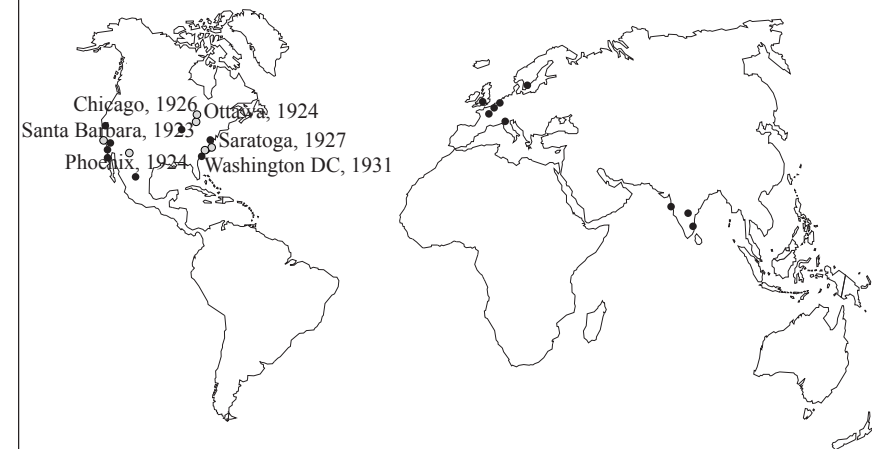 Chicago, 1926
Ottawa, 1924
Santa Barbara, 1923
Saratoga, 1927
Phoenix, 1924
Washington DC, 1931